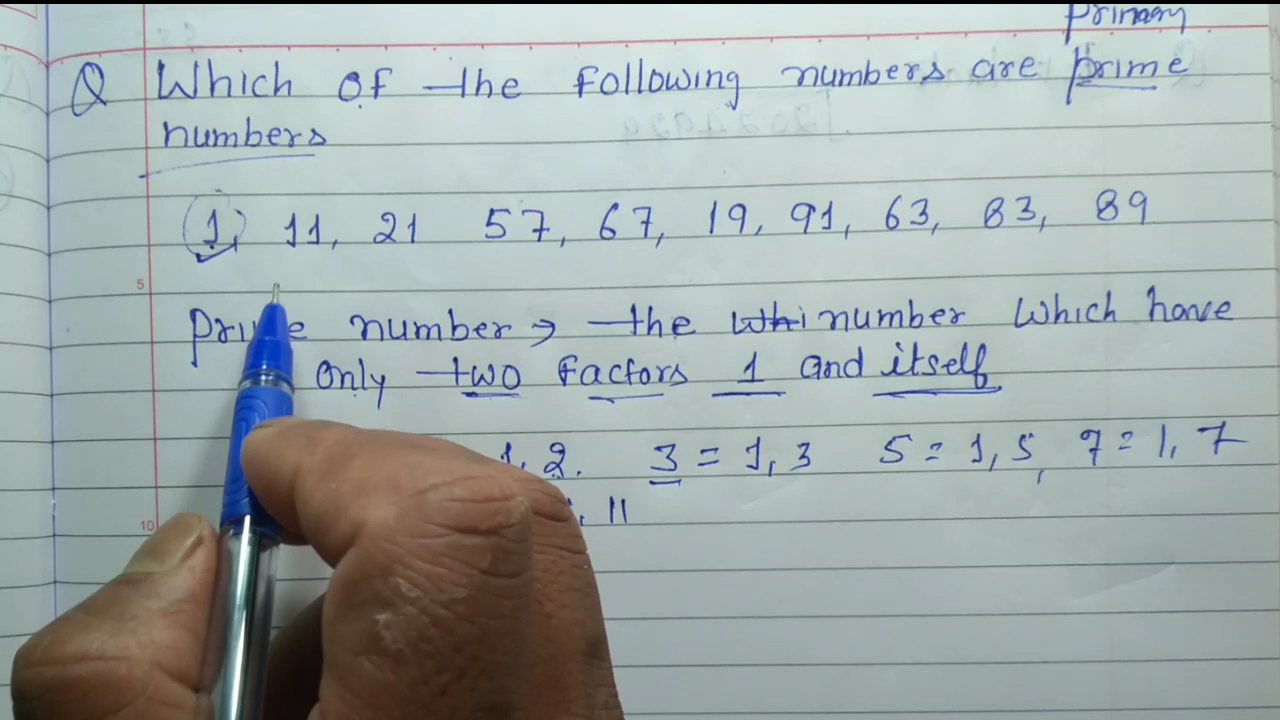 Primary
Q Which of the following numbers are prime
numbers
1, 11, 21 57, 67, 19, 91, 63, 83, 89
5
number → the whi number which have
only two factors 1 and itself
1, 2. 3 = 1, 3 5 = 1, 5, 7 = 1, 7
, 11
10